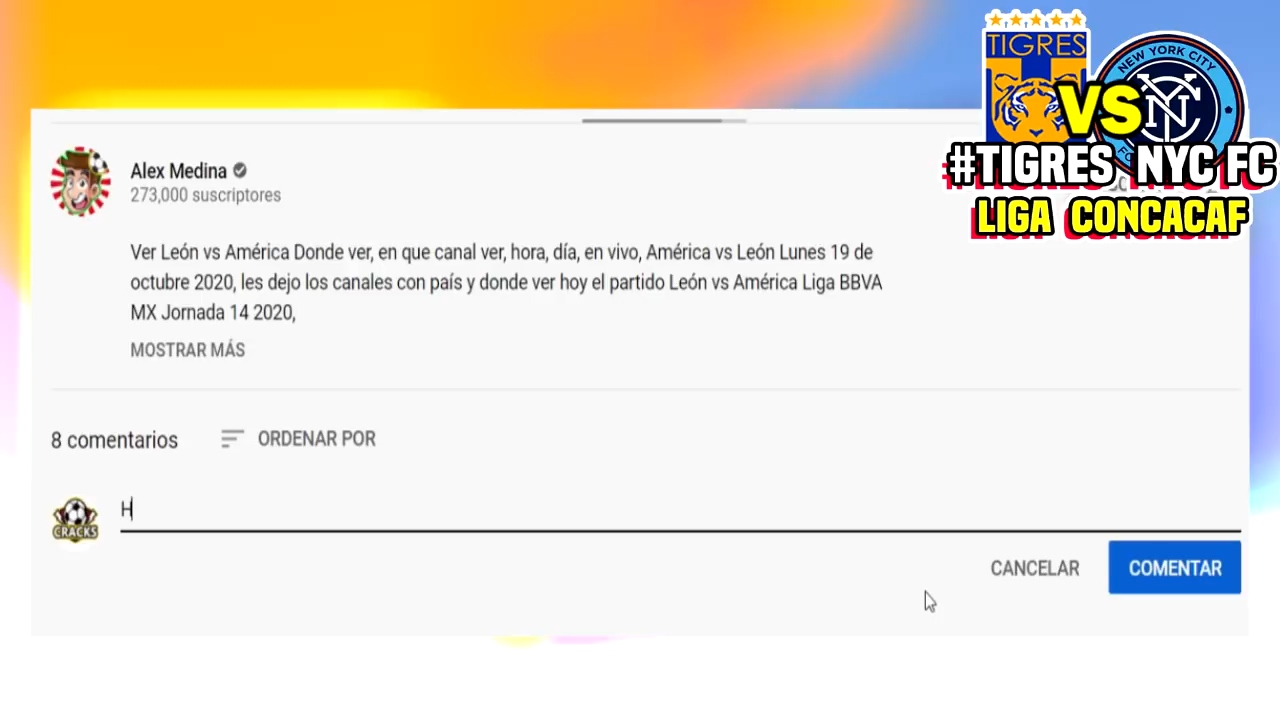 TIGRES
NEW YORK CITY
NYC
VS
#TIGRES NYC FC
LIGA CONCACAF
Alex Medina
273,000 suscriptores
Ver León vs América Donde ver, en que canal ver, hora, día, en vivo, América vs León Lunes 19 de
octubre 2020, les dejo los canales con país y donde ver hoy el partido León vs América Liga BBVA
MX Jornada 14 2020,
MOSTRAR MÁS
8 comentarios
ORDENAR POR
CRACKS
H
CANCELAR
COMENTAR